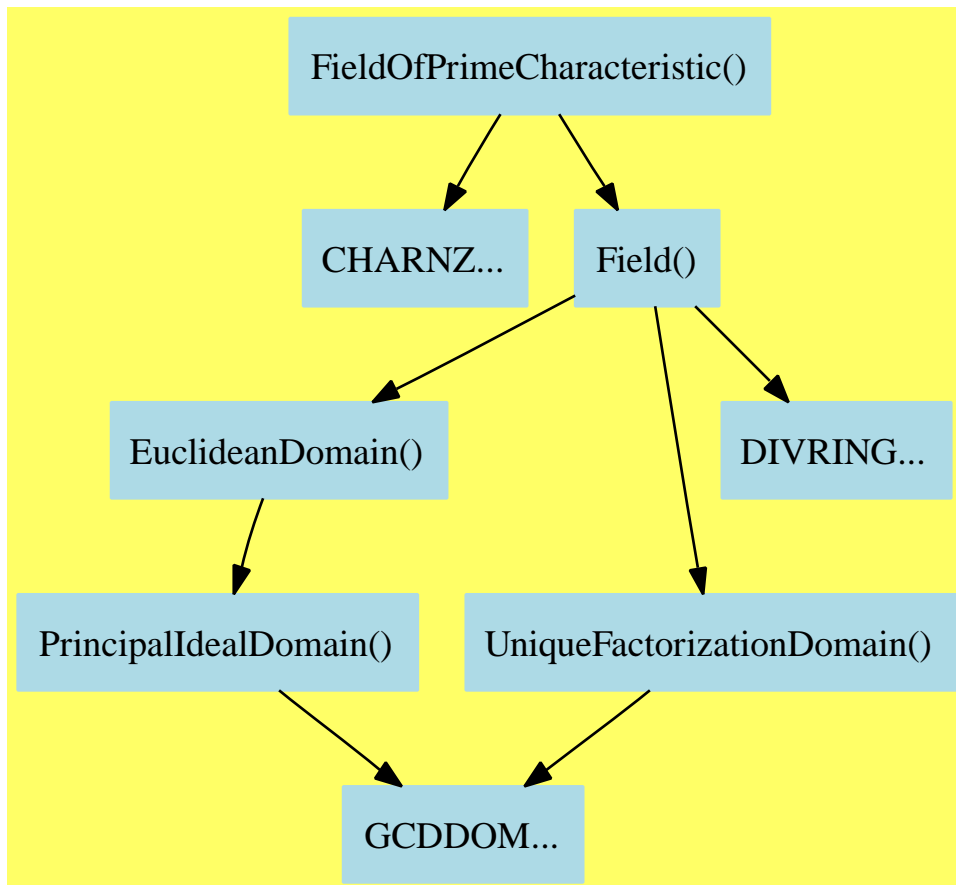 FieldOfPrimeCharacteristic()
CHARNZ...
Field()
EuclideanDomain()
DIVRING...
PrincipalIdealDomain()
UniqueFactorizationDomain()
GCDDOM...